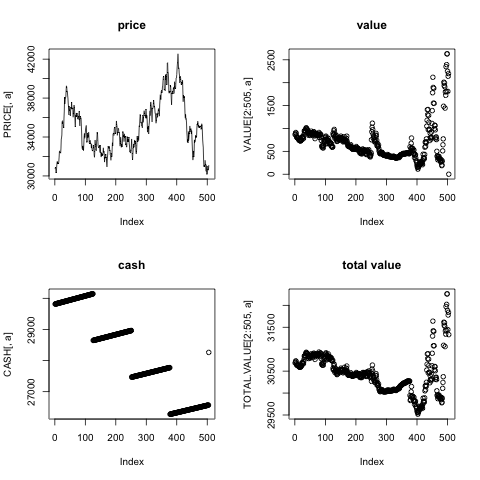 price
PRICE[, a]
30000 34000 38000 42000
0 100 200 300 400 500
Index
value
VALUE[2:505, a]
0 500 1500 2500
0 100 200 300 400 500
Index
cash
CASH[, a]
27000 29000
0 100 200 300 400 500
Index
total value
TOTAL.VALUE[2:505, a]
29500 30500 31500
0 100 200 300 400 500
Index